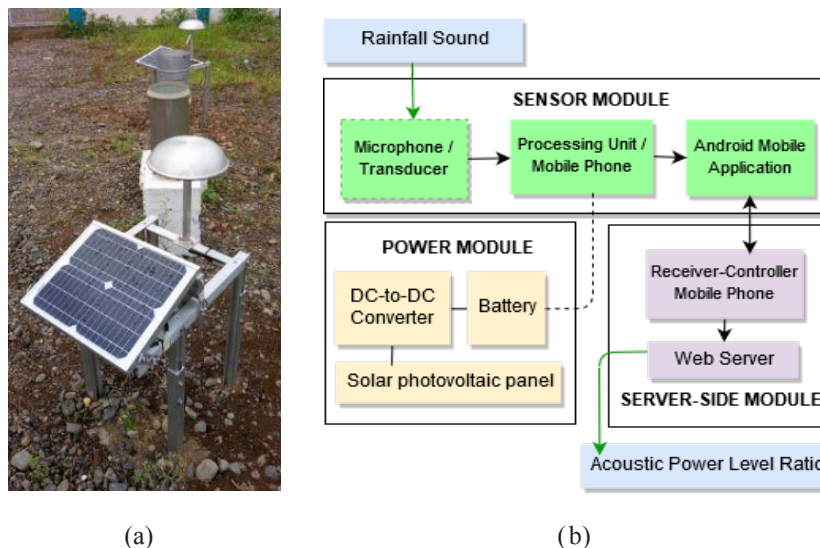 Rainfall Sound
SENSOR MODULE
Microphone /
Transducer
Processing Unit /
Mobile Phone
Android Mobile
Application
POWER MODULE
DC-to-DC
Converter
Battery
Solar photovoltaic panel
Receiver-Controller
Mobile Phone
Web Server
SERVER-SIDE MODULE
Acoustic Power Level Ratio
(a)
(b)